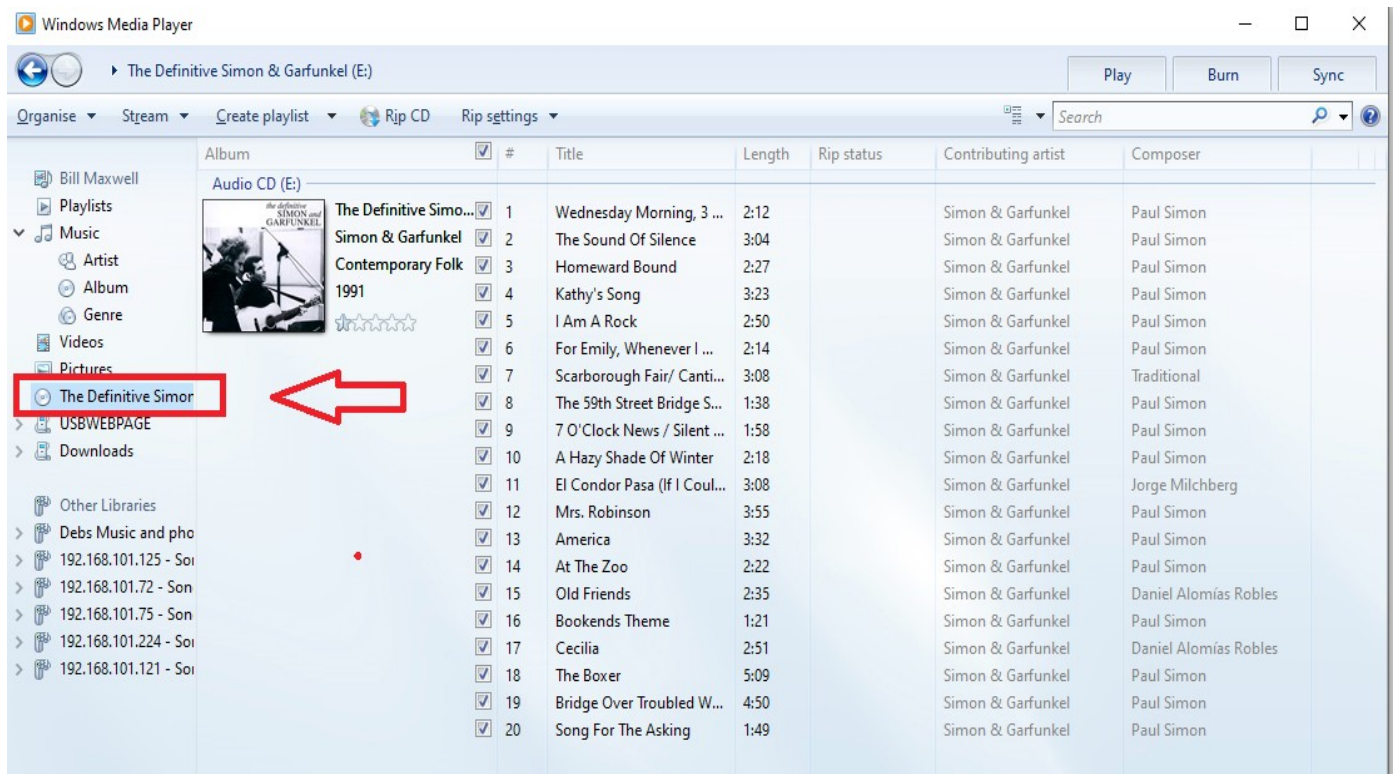 Windows Media Player
The Definitive Simon & Garfunkel (E:)
Play Burn Sync
Organise Stream Create playlist Rip CD Rip settings Search
Album # Title Length Rip status Contributing artist Composer
Bill Maxwell
Playlists
Music
Artist
Album
Genre
Videos
Pictures
The Definitive Simon
USBWEBPAGE
Downloads
Other Libraries
Debs Music and pho
192.168.101.125 - Sor
192.168.101.72 - Son
192.168.101.75 - Son
192.168.101.224 - Sor
192.168.101.121 - Sor
Audio CD (E:)
the definitive
SIMON and
GARFUNKEL
The Definitive Simo...
Simon & Garfunkel
Contemporary Folk
1991
1 Wednesday Morning, 3 ... 2:12 Simon & Garfunkel Paul Simon
2 The Sound Of Silence 3:04 Simon & Garfunkel Paul Simon
3 Homeward Bound 2:27 Simon & Garfunkel Paul Simon
4 Kathy's Song 3:23 Simon & Garfunkel Paul Simon
5 I Am A Rock 2:50 Simon & Garfunkel Paul Simon
6 For Emily, Whenever I ... 2:14 Simon & Garfunkel Paul Simon
7 Scarborough Fair/ Canti... 3:08 Simon & Garfunkel Traditional
8 The 59th Street Bridge S... 1:38 Simon & Garfunkel Paul Simon
9 7 O'Clock News / Silent ... 1:58 Simon & Garfunkel Paul Simon
10 A Hazy Shade Of Winter 2:18 Simon & Garfunkel Paul Simon
11 El Condor Pasa (If I Coul... 3:08 Simon & Garfunkel Jorge Milchberg
12 Mrs. Robinson 3:55 Simon & Garfunkel Paul Simon
13 America 3:32 Simon & Garfunkel Paul Simon
14 At The Zoo 2:22 Simon & Garfunkel Paul Simon
15 Old Friends 2:35 Simon & Garfunkel Daniel Alomías Robles
16 Bookends Theme 1:21 Simon & Garfunkel Paul Simon
17 Cecilia 2:51 Simon & Garfunkel Daniel Alomías Robles
18 The Boxer 5:09 Simon & Garfunkel Paul Simon
19 Bridge Over Troubled W... 4:50 Simon & Garfunkel Paul Simon
20 Song For The Asking 1:49 Simon & Garfunkel Paul Simon